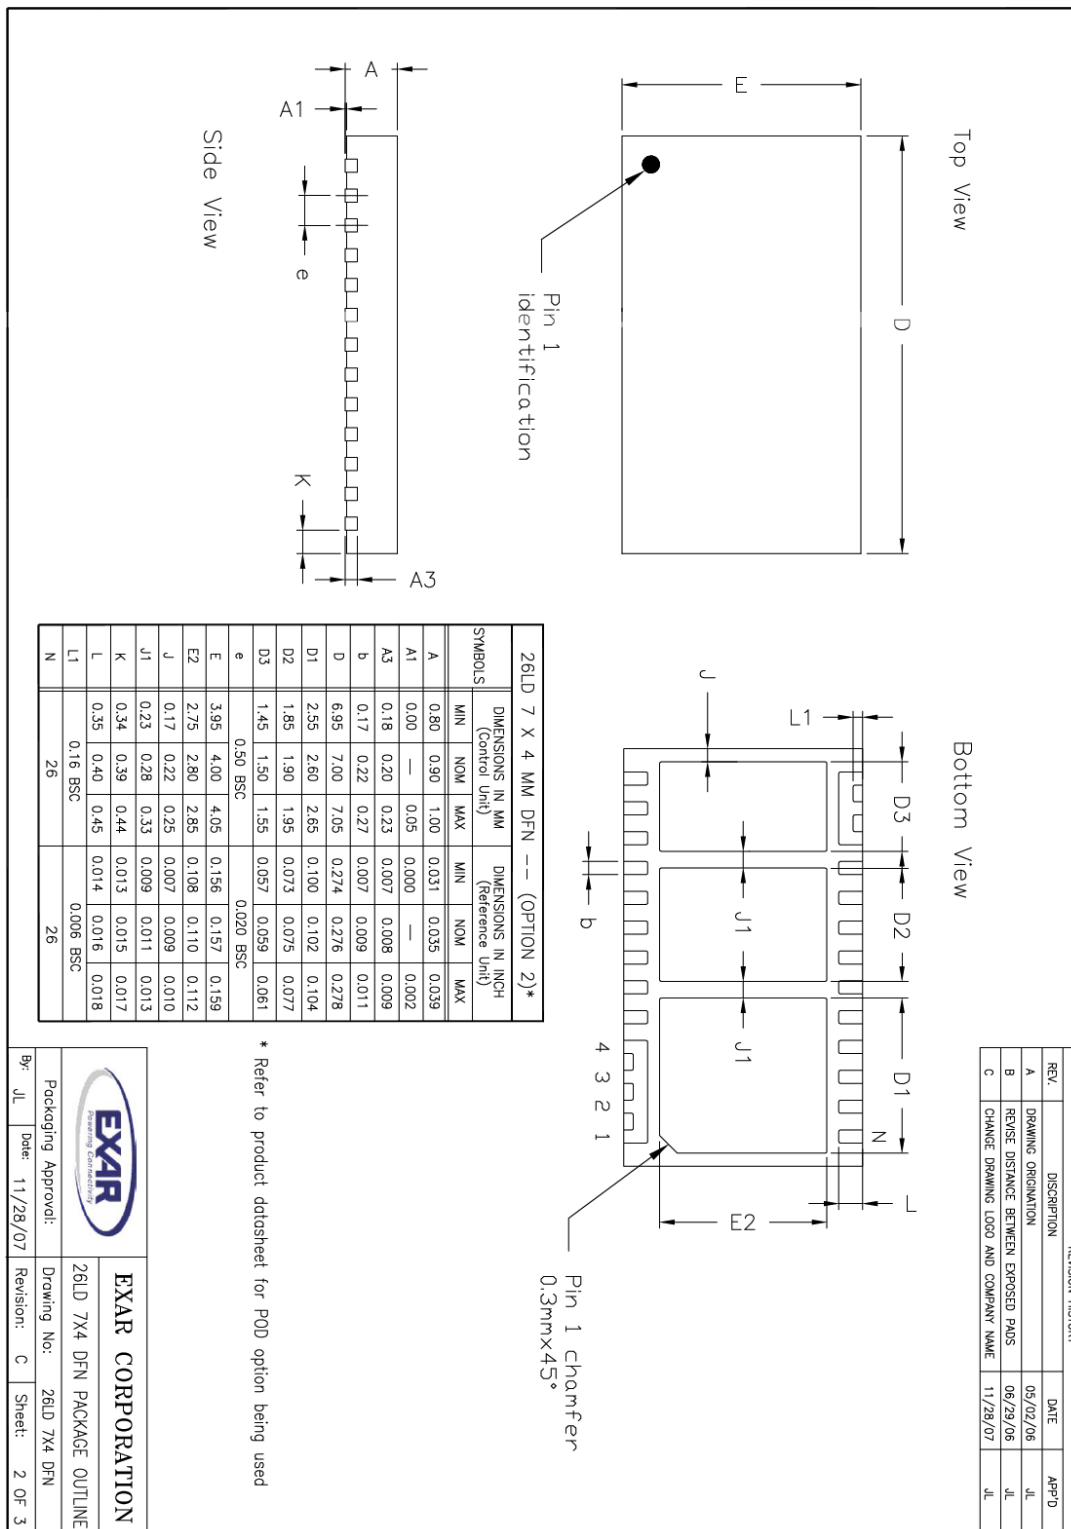 Top View
E
D
Pin 1
identification
Side View
A
A1
e
K
A3
Bottom View
J
L1
D3
D2
D1
J1
J1
b
4 3 2 1
N
L
E2
Pin 1 chamfer
0.3mmx45°
REVISION HISTORY
REV. DISCRIPTION DATE APP'D
A DRAWING ORIGINATION 05/02/06 JL
B REVISE DISTANCE BETWEEN EXPOSED PADS 06/29/06 JL
C CHANGE DRAWING LOGO AND COMPANY NAME 11/28/07 JL
26LD 7 X 4 MM DFN -- (OPTION 2)*
SYMBOLS DIMENSIONS IN MM (Control Unit) DIMENSIONS IN INCH (Reference Unit)
MIN NOM MAX MIN NOM MAX
A 0.80 0.90 1.00 0.031 0.035 0.039
A1 0.00 — 0.05 0.000 — 0.002
A3 0.18 0.20 0.23 0.007 0.008 0.009
b 0.17 0.22 0.27 0.007 0.009 0.011
D 6.95 7.00 7.05 0.274 0.276 0.278
D1 2.55 2.60 2.65 0.100 0.102 0.104
D2 1.85 1.90 1.95 0.073 0.075 0.077
D3 1.45 1.50 1.55 0.057 0.059 0.061
e 0.50 BSC 0.020 BSC
E 3.95 4.00 4.05 0.156 0.157 0.159
E2 2.75 2.80 2.85 0.108 0.110 0.112
J 0.17 0.22 0.25 0.007 0.009 0.010
J1 0.23 0.28 0.33 0.009 0.011 0.013
K 0.34 0.39 0.44 0.013 0.015 0.017
L 0.35 0.40 0.45 0.014 0.016 0.018
L1 0.16 BSC 0.006 BSC
N 26 26
* Refer to product datasheet for POD option being used
EXAR
Powering Connectivity
EXAR CORPORATION
26LD 7X4 DFN PACKAGE OUTLINE
Packaging Approval:
Drawing No: 26LD 7X4 DFN
By: JL Date: 11/28/07 Revision: C Sheet: 2 OF 3